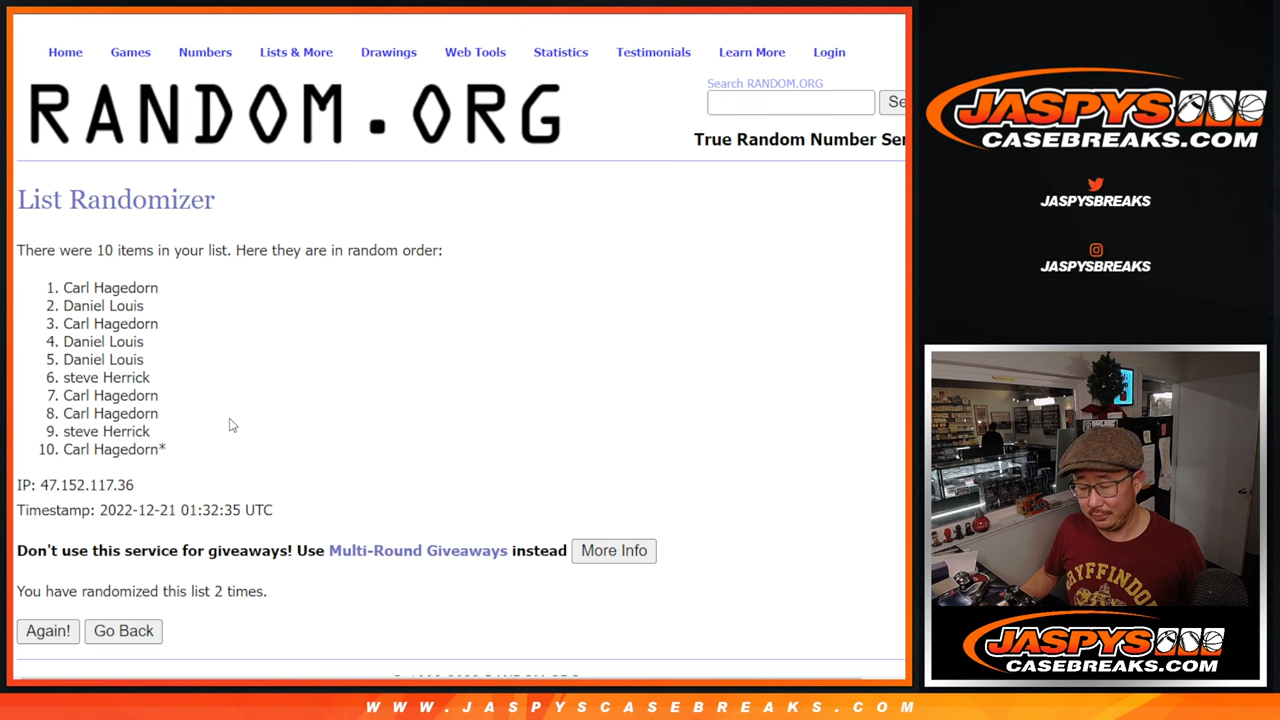 Home Games Numbers Lists & More Drawings Web Tools Statistics Testimonials Learn More Login
Search RANDOM.ORG
RANDOM.ORG
Se
True Random Number Ser
List Randomizer
There were 10 items in your list. Here they are in random order:
1. Carl Hagedorn
2. Daniel Louis
3. Carl Hagedorn
4. Daniel Louis
5. Daniel Louis
6. steve Herrick
7. Carl Hagedorn
8. Carl Hagedorn
9. steve Herrick
10. Carl Hagedorn*
IP: 47.152.117.36
Timestamp: 2022-12-21 01:32:35 UTC
Don't use this service for giveaways! Use Multi-Round Giveaways instead More Info
You have randomized this list 2 times.
Again! Go Back
JASPYS
CASEBREAKS.COM
JASPYSBREAKS
JASPYSBREAKS
GRYFFINDOR
JASPYS
CASEBREAKS.COM
WWW.JASPYSCASEBREAKS.COM